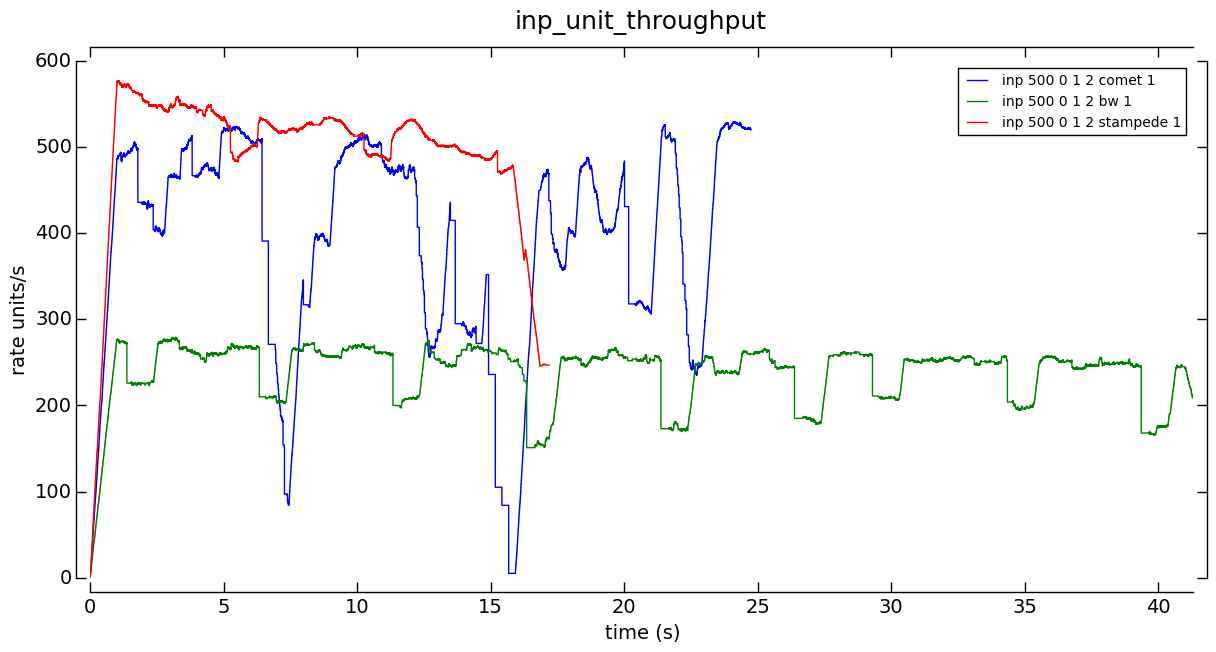 inp_unit_throughput
600
500
400
300
200
100
0
rate units/s
inp 500 0 1 2 comet 1
inp 500 0 1 2 bw 1
inp 500 0 1 2 stampede 1
0 5 10 15 20 25 30 35 40
time (s)